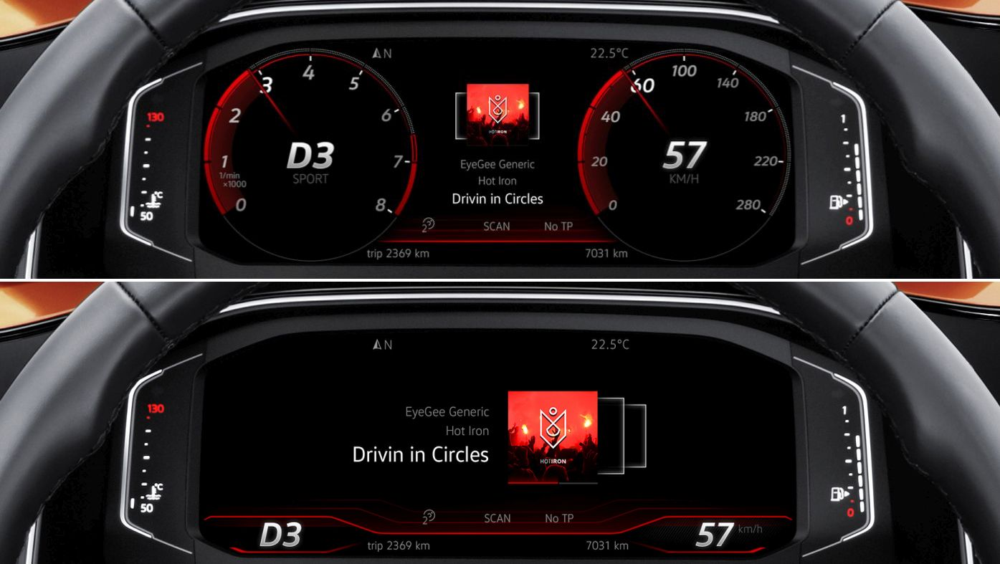 N
22.5°C
130
°C
50
4
3
5
2
6
1
7
1/min
×1000
0
8
D3
SPORT
HOTIRON
EyeGee Generic
Hot Iron
Drivin in Circles
100
60
140
40
180
20
220
0
280
57
KM/H
1
0
2
SCAN
No TP
trip 2369 km
7031 km
N
22.5°C
130
°C
50
EyeGee Generic
Hot Iron
Drivin in Circles
HOTIRON
1
0
2
SCAN
No TP
D3
57 km/h
trip 2369 km
7031 km